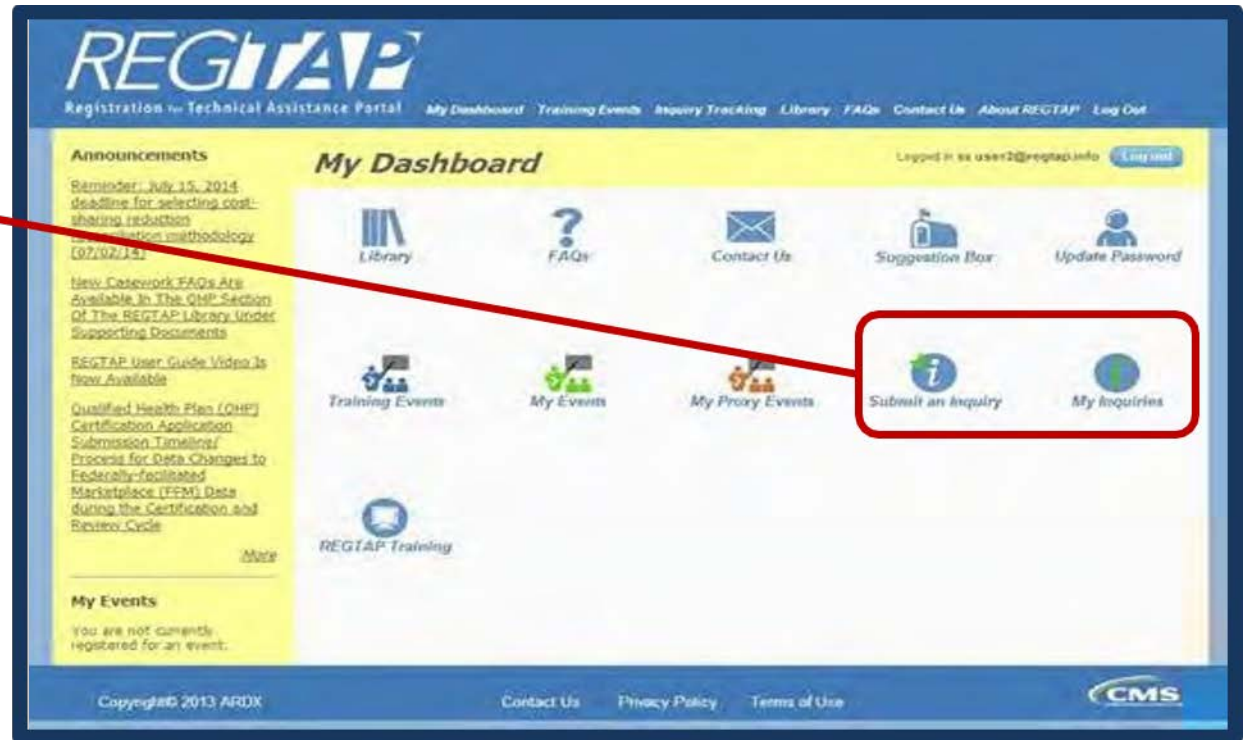 REGTAP
Registration for Technical Assistance Portal
My Dashboard Training Events Inquiry Tracking Library FAQs Contact Us About REGTAP Log Out
Announcements
Reminder: July 15, 2014
deadline for selecting cost-
sharing reduction
reconciliation methodology
(07/02/14)
New Casework FAQs Are
Available In The QHP Section
Of The REGTAP Library Under
Supporting Documents
REGTAP User Guide Video Is
Now Available
Qualified Health Plan (QHP)
Certification Application
Submission Timeline/
Process for Data Changes to
Federally-facilitated
Marketplace (FFM) Data
during the Certification and
Review Cycle
More
My Events
You are not currently
registered for an event.
My Dashboard
Logged in as user2@regtap.info Log out
Library FAQs Contact Us Suggestion Box Update Password
Training Events My Events My Proxy Events Submit an Inquiry My Inquiries
REGTAP Training
Copyright© 2013 ARDX Contact Us Privacy Policy Terms of Use CMS